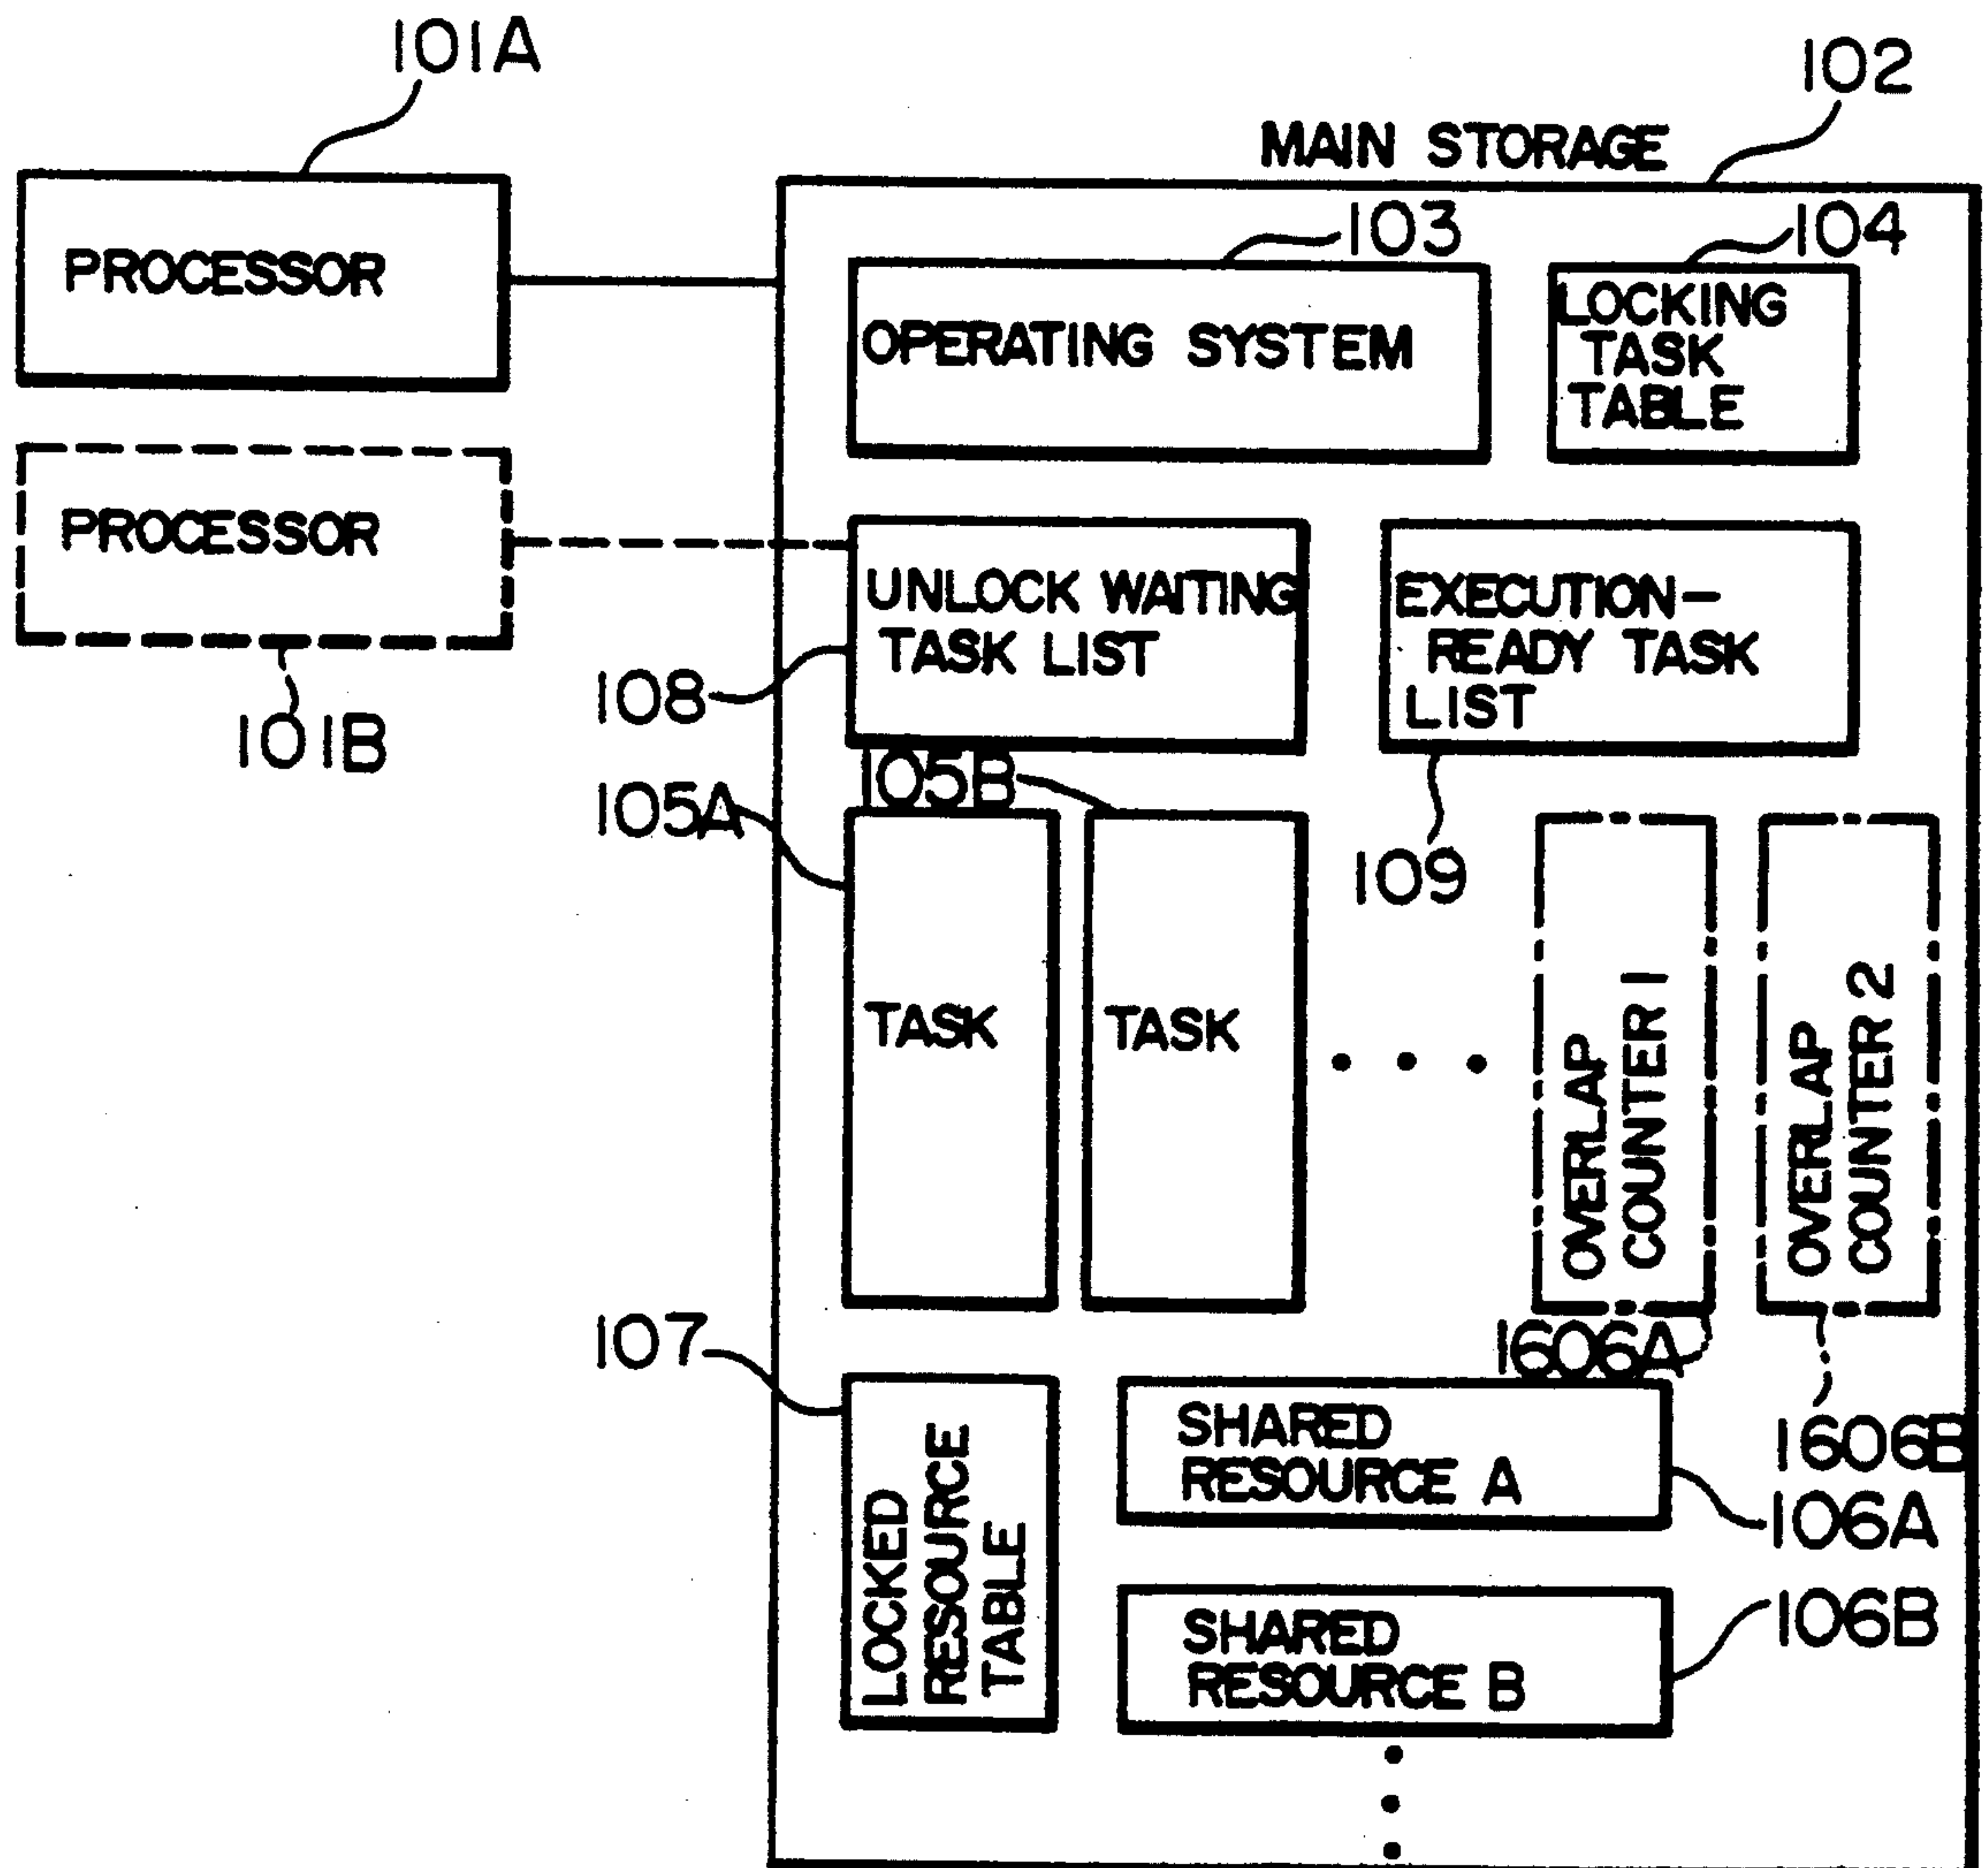 101A
102
MAIN STORAGE
PROCESSOR
103
104
OPERATING SYSTEM
LOCKING
TASK
TABLE
PROCESSOR
101B
108
UNLOCK WAITING
TASK LIST
EXECUTION-
READY TASK
LIST
109
105A
105B
TASK
TASK
• • •
OVERLAP
COUNTER 1
OVERLAP
COUNTER 2
1606A
1606B
107
LOCKED
RESOURCE
TABLE
SHARED
RESOURCE A
106A
SHARED
RESOURCE B
106B